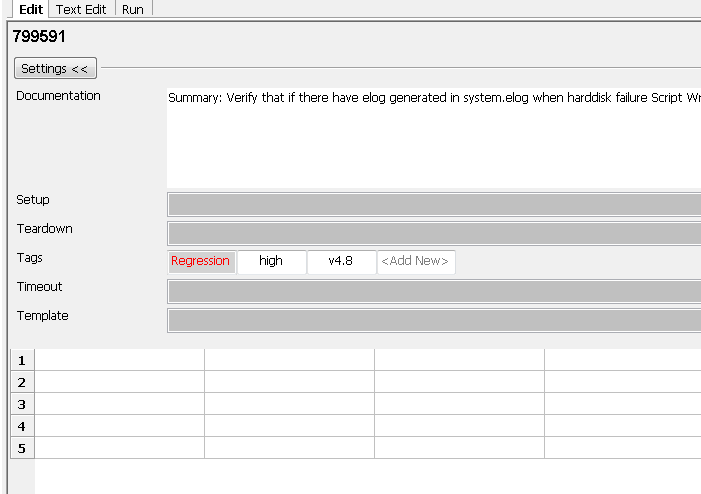 Edit Text Edit Run
799591
Settings <<
Documentation
Summary: Verify that if there have elog generated in system.elog when harddisk failure Script Wr
Setup
Teardown
Tags Regression high v4.8 <Add New>
Timeout
Template
1
2
3
4
5